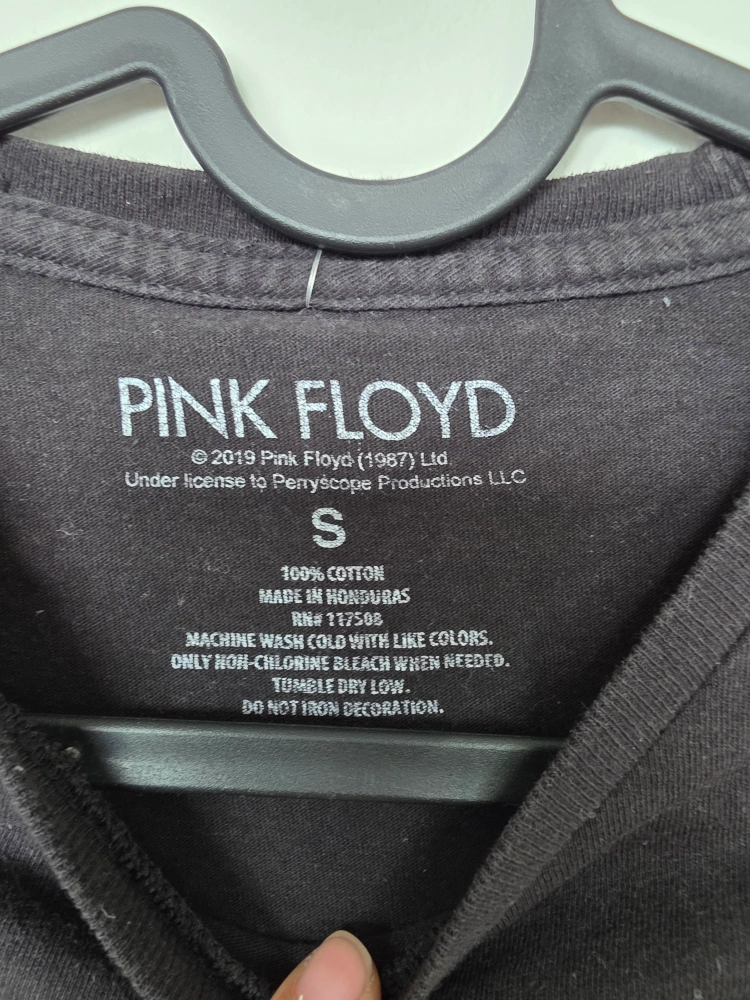 PINK FLOYD
© 2019 Pink Floyd (1987) Ltd.
Under license to Perryscope Productions LLC
S
100% COTTON
MADE IN HONDURAS
RN# 117508
MACHINE WASH COLD WITH LIKE COLORS.
ONLY NON-CHLORINE BLEACH WHEN NEEDED.
TUMBLE DRY LOW.
DO NOT IRON DECORATION.